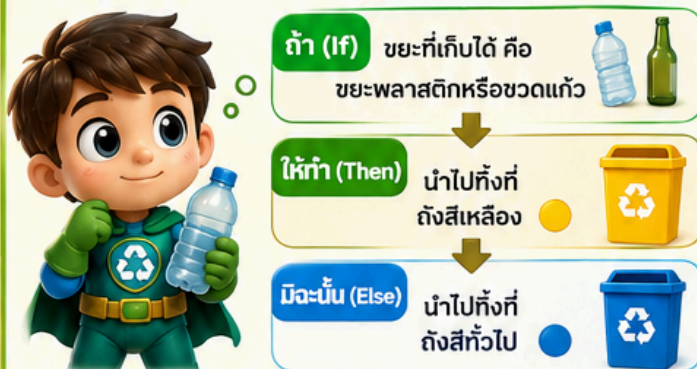 ถ้า (If) ขยะที่เก็บได้ คือ
ขยะพลาสติกหรือขวดแก้ว
ให้ทำ (Then) นำไปทิ้งที่
ถังสีเหลือง
มิฉะนั้น (Else) นำไปทิ้งที่
ถังสีทั่วไป